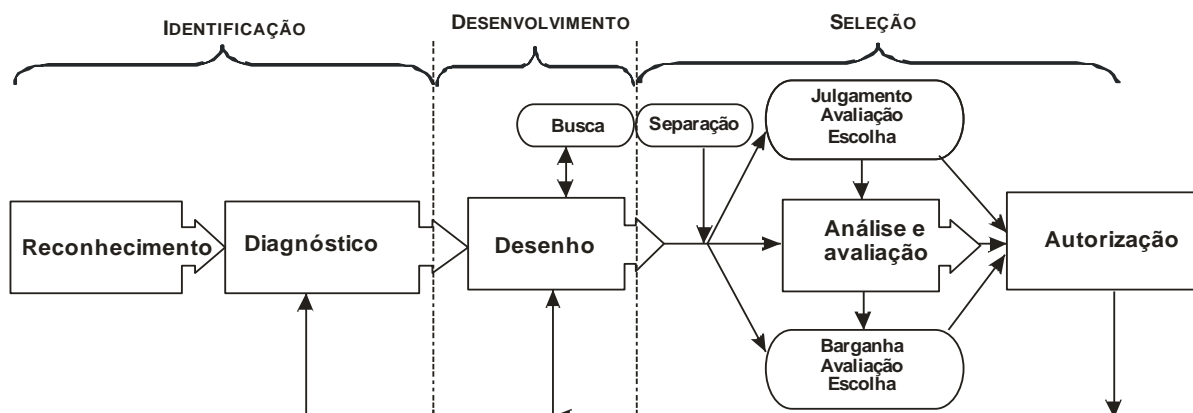 IDENTIFICAÇÃO
DESENVOLVIMENTO
SELEÇÃO
Busca
Separação
Julgamento
Avaliação
Escolha
Reconhecimento
Diagnóstico
Desenho
Análise e
avaliação
Autorização
Barganha
Avaliação
Escolha